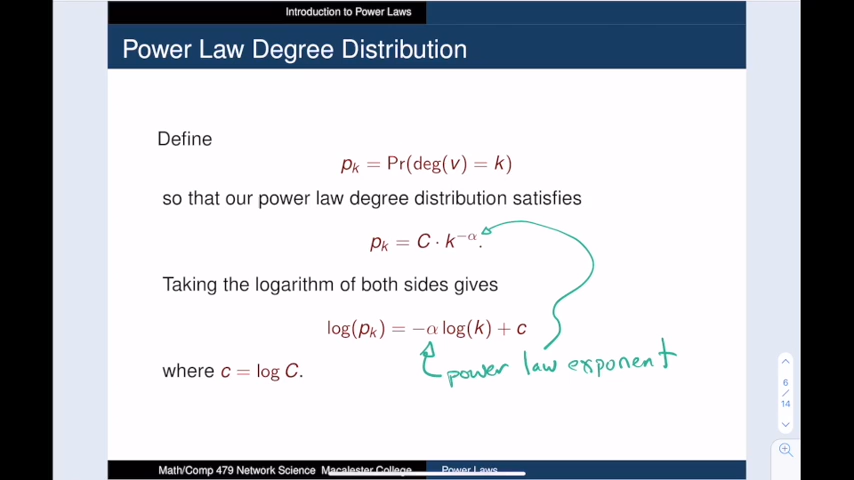 Introduction to Power Laws
Power Law Degree Distribution
Define
pₖ = Pr(deg(v) = k)
so that our power law degree distribution satisfies
pₖ = C · k^−α.
Taking the logarithm of both sides gives
log(pₖ) = −α log(k) + c
where c = log C.
power law exponent
6
/
14
Math/Comp 479 Network Science Macalester College Power Laws